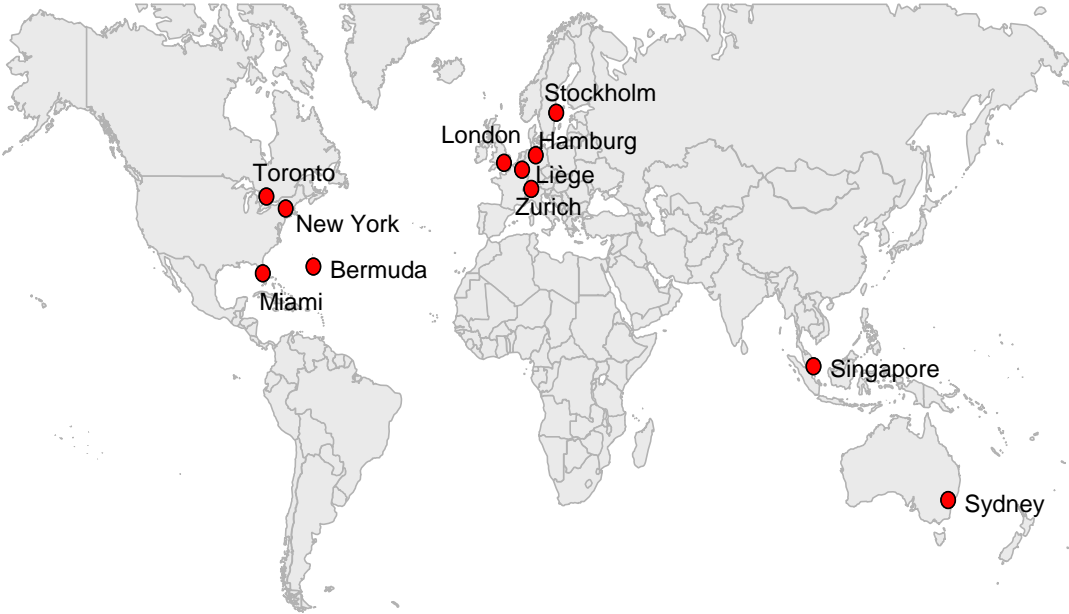 Stockholm
London
Hamburg
Toronto
Liège
Zurich
New York
Bermuda
Miami
Singapore
Sydney